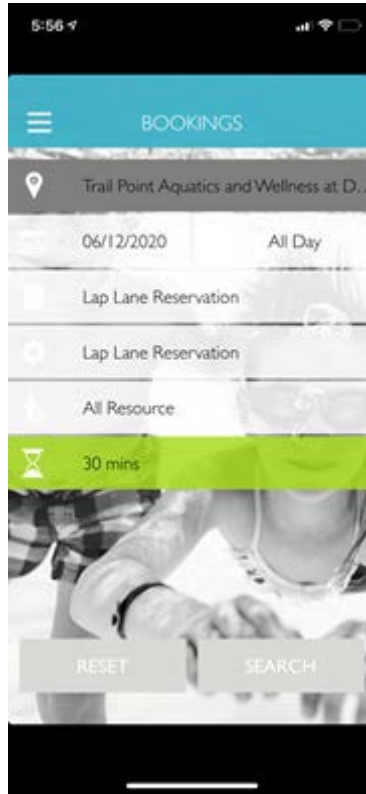 5:56
BOOKINGS
Trail Point Aquatics and Wellness at D...
06/12/2020 All Day
Lap Lane Reservation
Lap Lane Reservation
All Resource
30 mins
RESET SEARCH